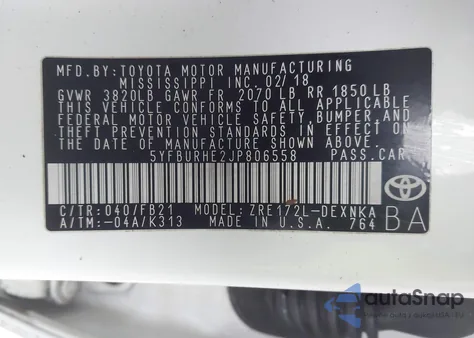 MFD.BY:TOYOTA MOTOR MANUFACTURING
MISSISSIPPI INC. 02/18
GVWR 3820LB GAWR FR 2070 LB RR 1850 LB
THIS VEHICLE CONFORMS TO ALL APPLICABLE
FEDERAL MOTOR VEHICLE SAFETY, BUMPER, AND
THEFT PREVENTION STANDARDS IN EFFECT ON
THE DATE OF MANUFACTURE SHOWN ABOVE.
5YFBURHE2JP806558 PASS.CAR
C/TR:040/FB21 MODEL:ZRE172L-DEXNKA
A/TM:-04A/K313 MADE IN U.S.A. 764
BA
autoSnap